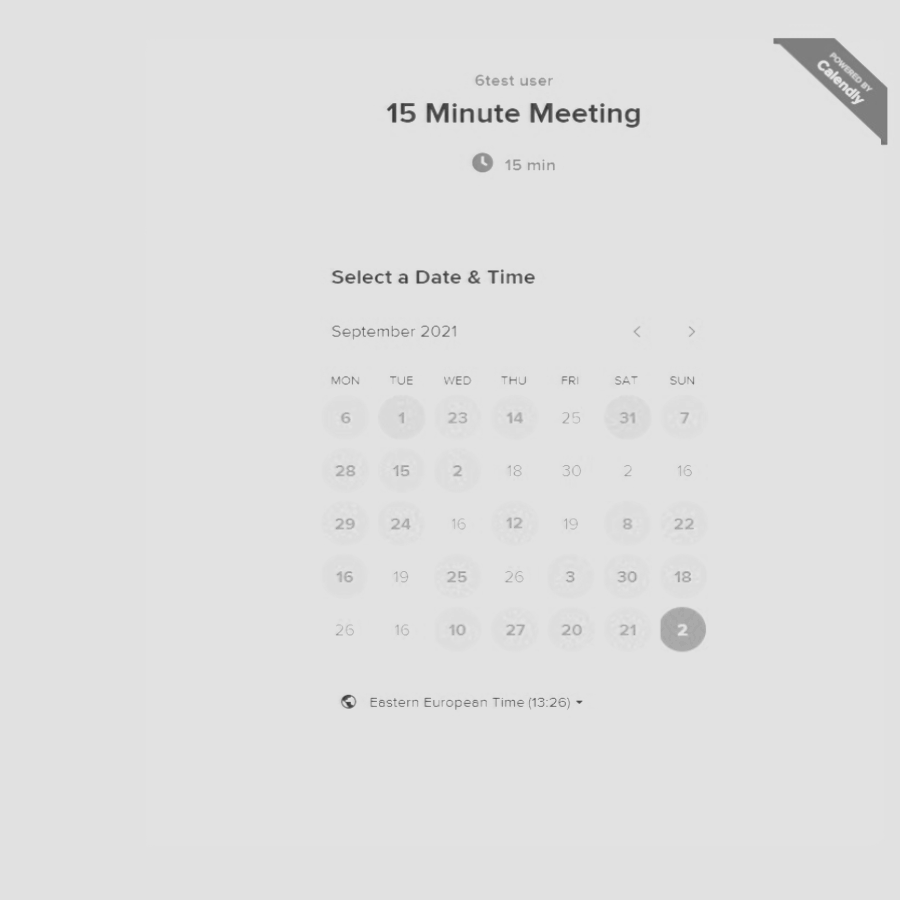 POWERED BY
Calendly
6test user
15 Minute Meeting
15 min
Select a Date & Time
September 2021
MON TUE WED THU FRI SAT SUN
6 1 23 14 25 31 7
28 15 2 18 30 2 16
29 24 16 12 19 8 22
16 19 25 26 3 30 18
26 16 10 27 20 21 2
Eastern European Time (13:26)